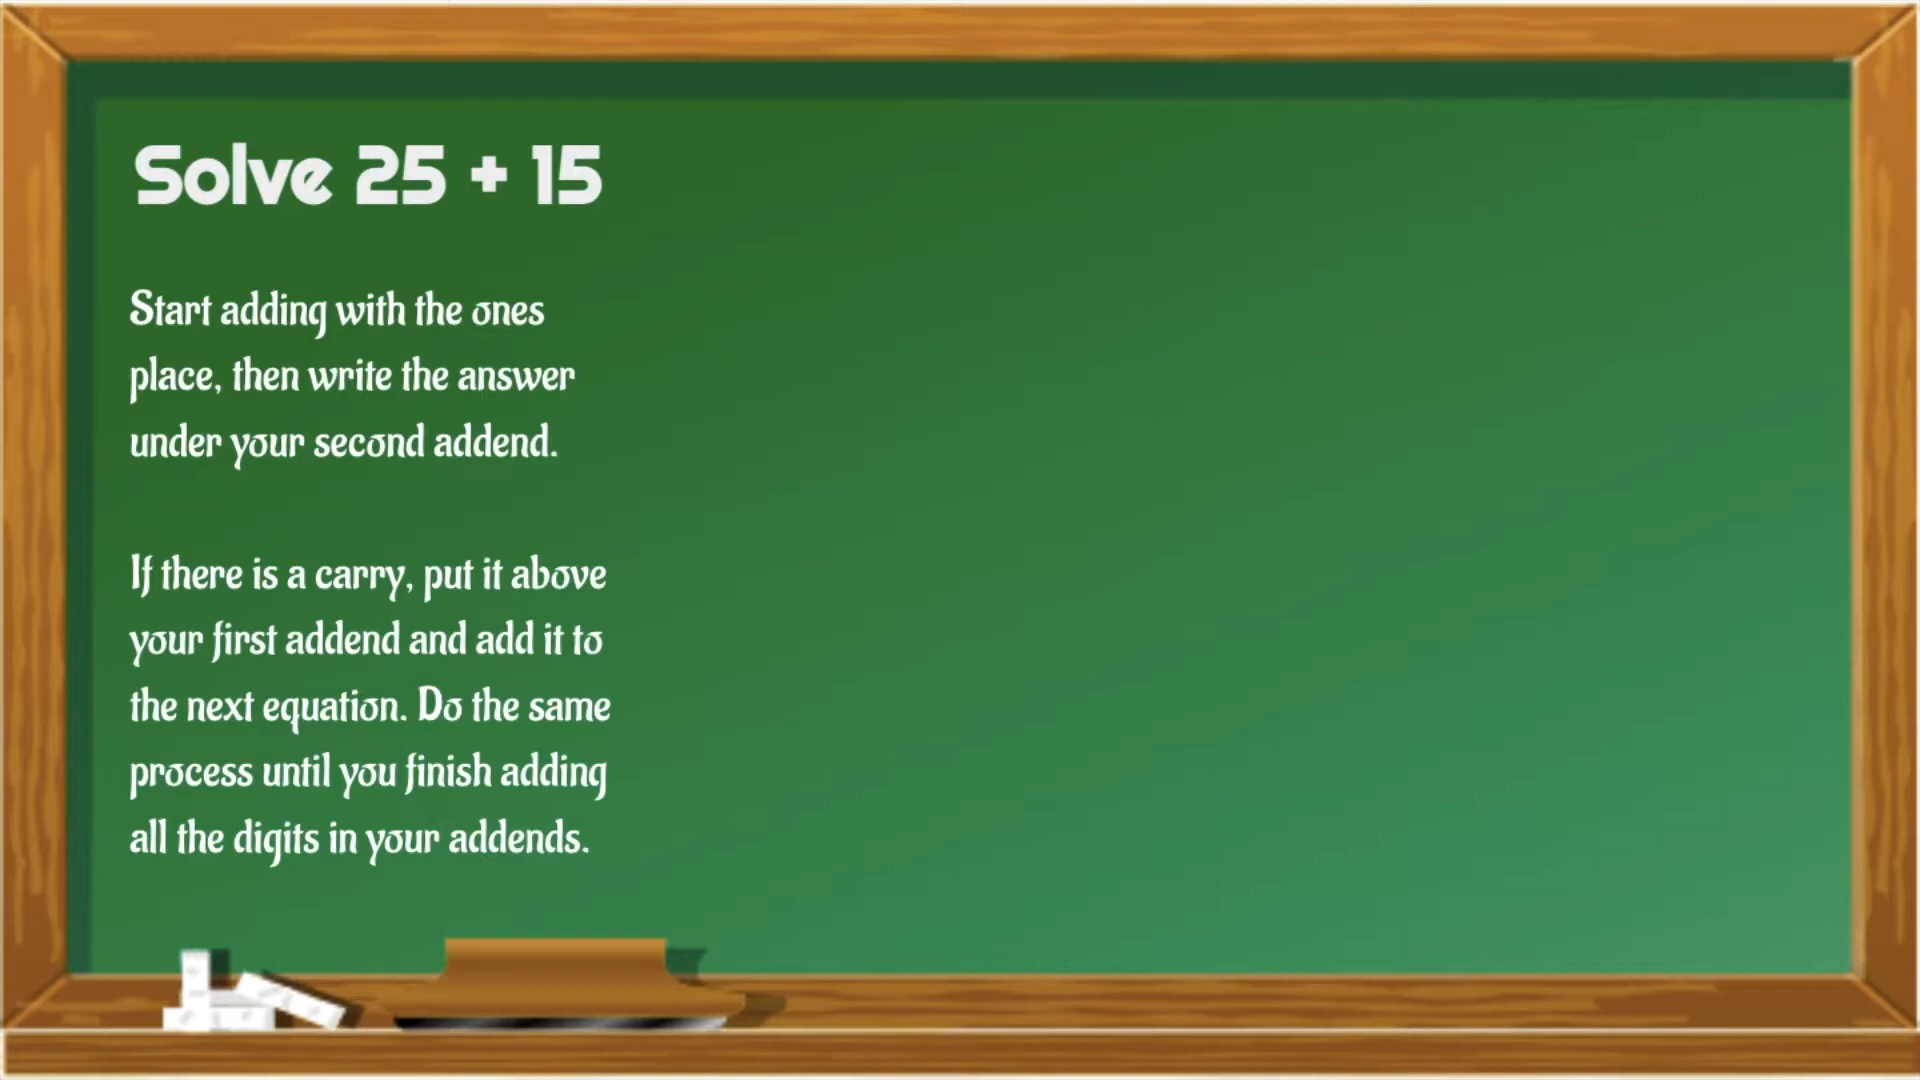 Solve 25 + 15
Start adding with the ones
place, then write the answer
under your second addend.
If there is a carry, put it above
your first addend and add it to
the next equation. Do the same
process until you finish adding
all the digits in your addends.